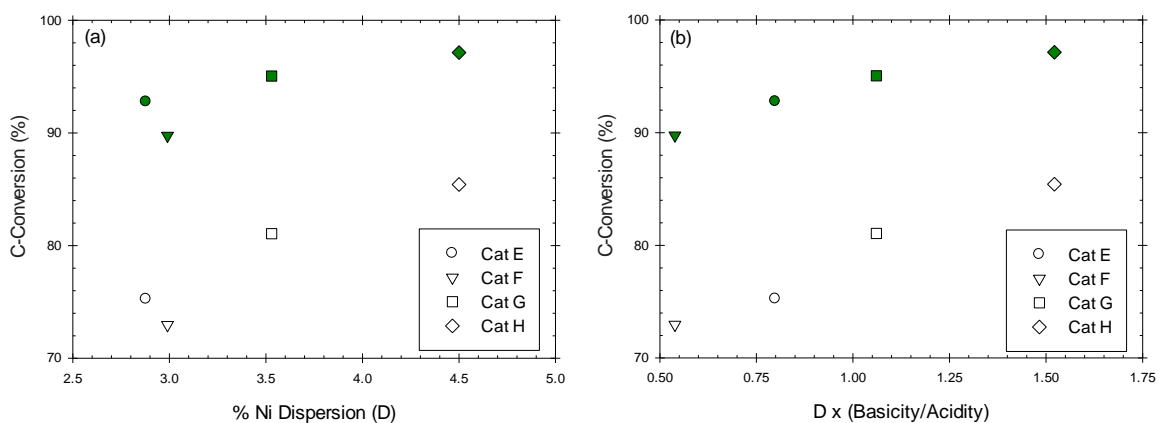 (a)
C-Conversion (%)
100
90
80
70
2.5 3.0 3.5 4.0 4.5 5.0
% Ni Dispersion (D)
Cat E
Cat F
Cat G
Cat H
(b)
C-Conversion (%)
100
90
80
70
0.50 0.75 1.00 1.25 1.50 1.75
D x (Basicity/Acidity)
Cat E
Cat F
Cat G
Cat H